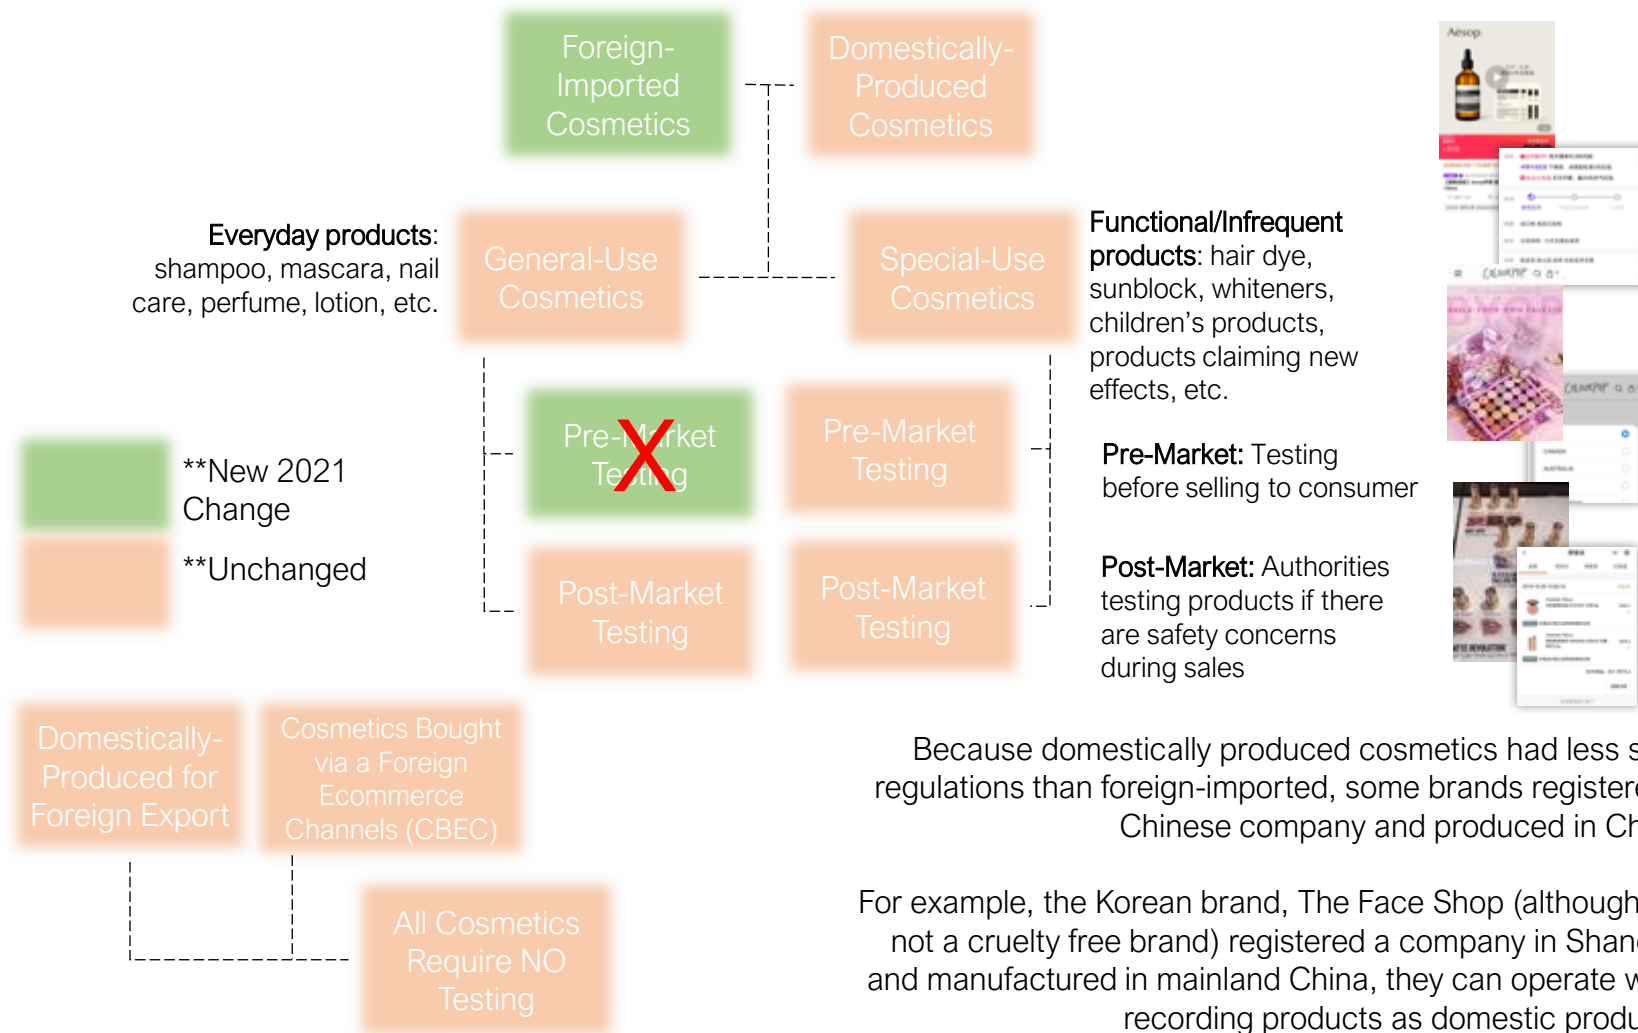 Foreign-
Imported
Cosmetics
Domestically-
Produced
Cosmetics
Aēsop.
Everyday products:
shampoo, mascara, nail
care, perfume, lotion, etc.
General-Use
Cosmetics
Special-Use
Cosmetics
Functional/Infrequent
products: hair dye,
sunblock, whiteners,
children's products,
products claiming new
effects, etc.
Pre-Market
Testing
X
Pre-Market
Testing
Pre-Market: Testing
before selling to consumer
COLOURPOP
COLOURPOP
CANADA
AUSTRALIA
**New 2021
Change
**Unchanged
Post-Market
Testing
Post-Market
Testing
Post-Market: Authorities
testing products if there
are safety concerns
during sales
Domestically-
Produced for
Foreign Export
Cosmetics Bought
via a Foreign
Ecommerce
Channels (CBEC)
All Cosmetics
Require NO
Testing
Because domestically produced cosmetics had less s
regulations than foreign-imported, some brands registere
Chinese company and produced in Ch
For example, the Korean brand, The Face Shop (although
not a cruelty free brand) registered a company in Shan
and manufactured in mainland China, they can operate w
recording products as domestic produ